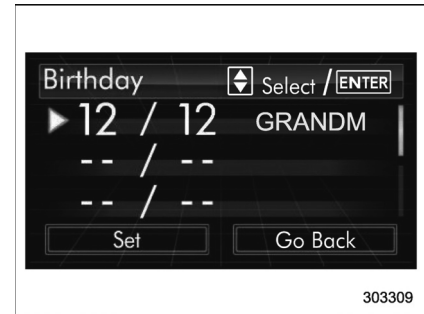 Birthday Select / ENTER
12 / 12 GRANDM
-- / --
-- / --
Set Go Back
303309